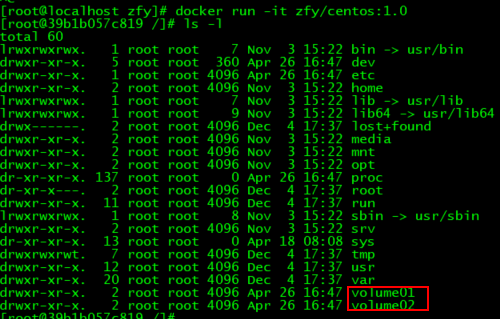 [root@localhost zfy]# docker run -it zfy/centos:1.0
[root@39b1b057c819 /]# ls -l
total 60
lrwxrwxrwx. 1 root root 7 Nov 3 15:22 bin -> usr/bin
drwxr-xr-x. 5 root root 360 Apr 26 16:47 dev
drwxr-xr-x. 1 root root 4096 Apr 26 16:47 etc
drwxr-xr-x. 2 root root 4096 Nov 3 15:22 home
lrwxrwxrwx. 1 root root 7 Nov 3 15:22 lib -> usr/lib
lrwxrwxrwx. 1 root root 9 Nov 3 15:22 lib64 -> usr/lib64
drwx------. 2 root root 4096 Dec 4 17:37 lost+found
drwxr-xr-x. 2 root root 4096 Nov 3 15:22 media
drwxr-xr-x. 2 root root 4096 Nov 3 15:22 mnt
drwxr-xr-x. 2 root root 4096 Nov 3 15:22 opt
dr-xr-xr-x. 137 root root 0 Apr 26 16:47 proc
dr-xr-x---. 2 root root 4096 Dec 4 17:37 root
drwxr-xr-x. 11 root root 4096 Dec 4 17:37 run
lrwxrwxrwx. 1 root root 8 Nov 3 15:22 sbin -> usr/sbin
drwxr-xr-x. 2 root root 4096 Nov 3 15:22 srv
dr-xr-xr-x. 13 root root 0 Apr 18 08:08 sys
drwxrwxrwt. 7 root root 4096 Dec 4 17:37 tmp
drwxr-xr-x. 12 root root 4096 Dec 4 17:37 usr
drwxr-xr-x. 20 root root 4096 Dec 4 17:37 var
drwxr-xr-x. 2 root root 4096 Apr 26 16:47 volume01
drwxr-xr-x. 2 root root 4096 Apr 26 16:47 volume02
[root@39b1b057c819 /]#